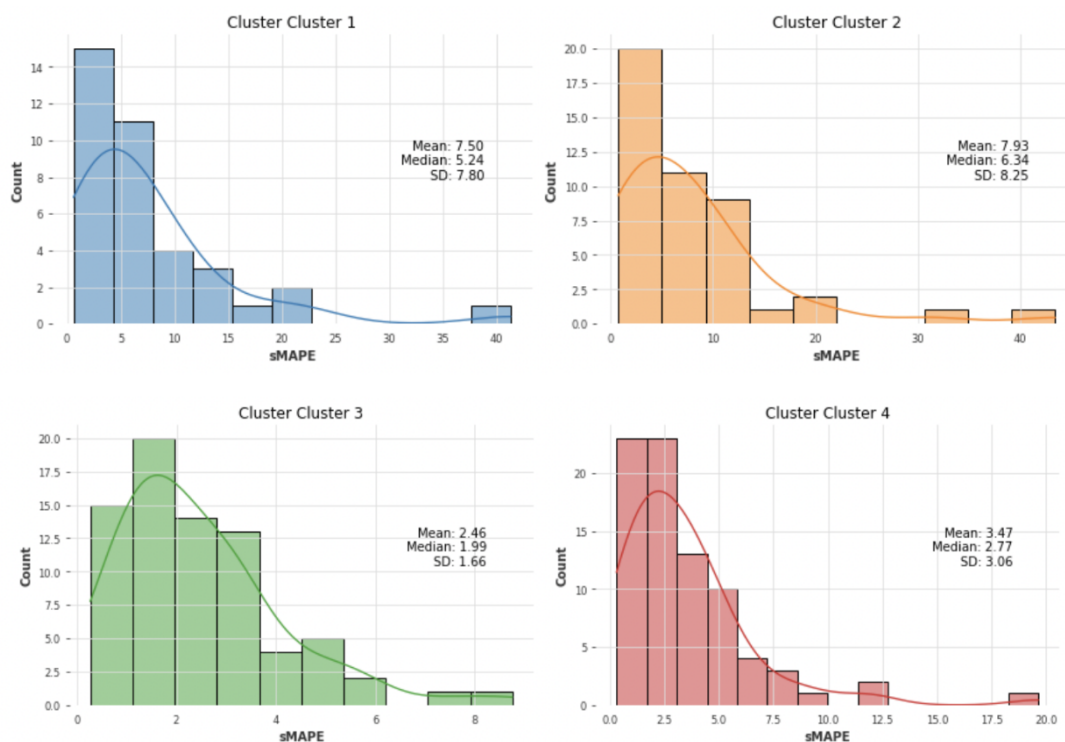 Cluster Cluster 1
14
12
10
8
6
4
2
0
Count
Mean: 7.50
Median: 5.24
SD: 7.80
0 5 10 15 20 25 30 35 40
sMAPE
Cluster Cluster 2
20.0
17.5
15.0
12.5
10.0
7.5
5.0
2.5
0.0
Count
Mean: 7.93
Median: 6.34
SD: 8.25
0 10 20 30 40
sMAPE
Cluster Cluster 3
20.0
17.5
15.0
12.5
10.0
7.5
5.0
2.5
0.0
Count
Mean: 2.46
Median: 1.99
SD: 1.66
0 2 4 6 8
sMAPE
Cluster Cluster 4
20
15
10
5
0
Count
Mean: 3.47
Median: 2.77
SD: 3.06
0.0 2.5 5.0 7.5 10.0 12.5 15.0 17.5 20.0
sMAPE